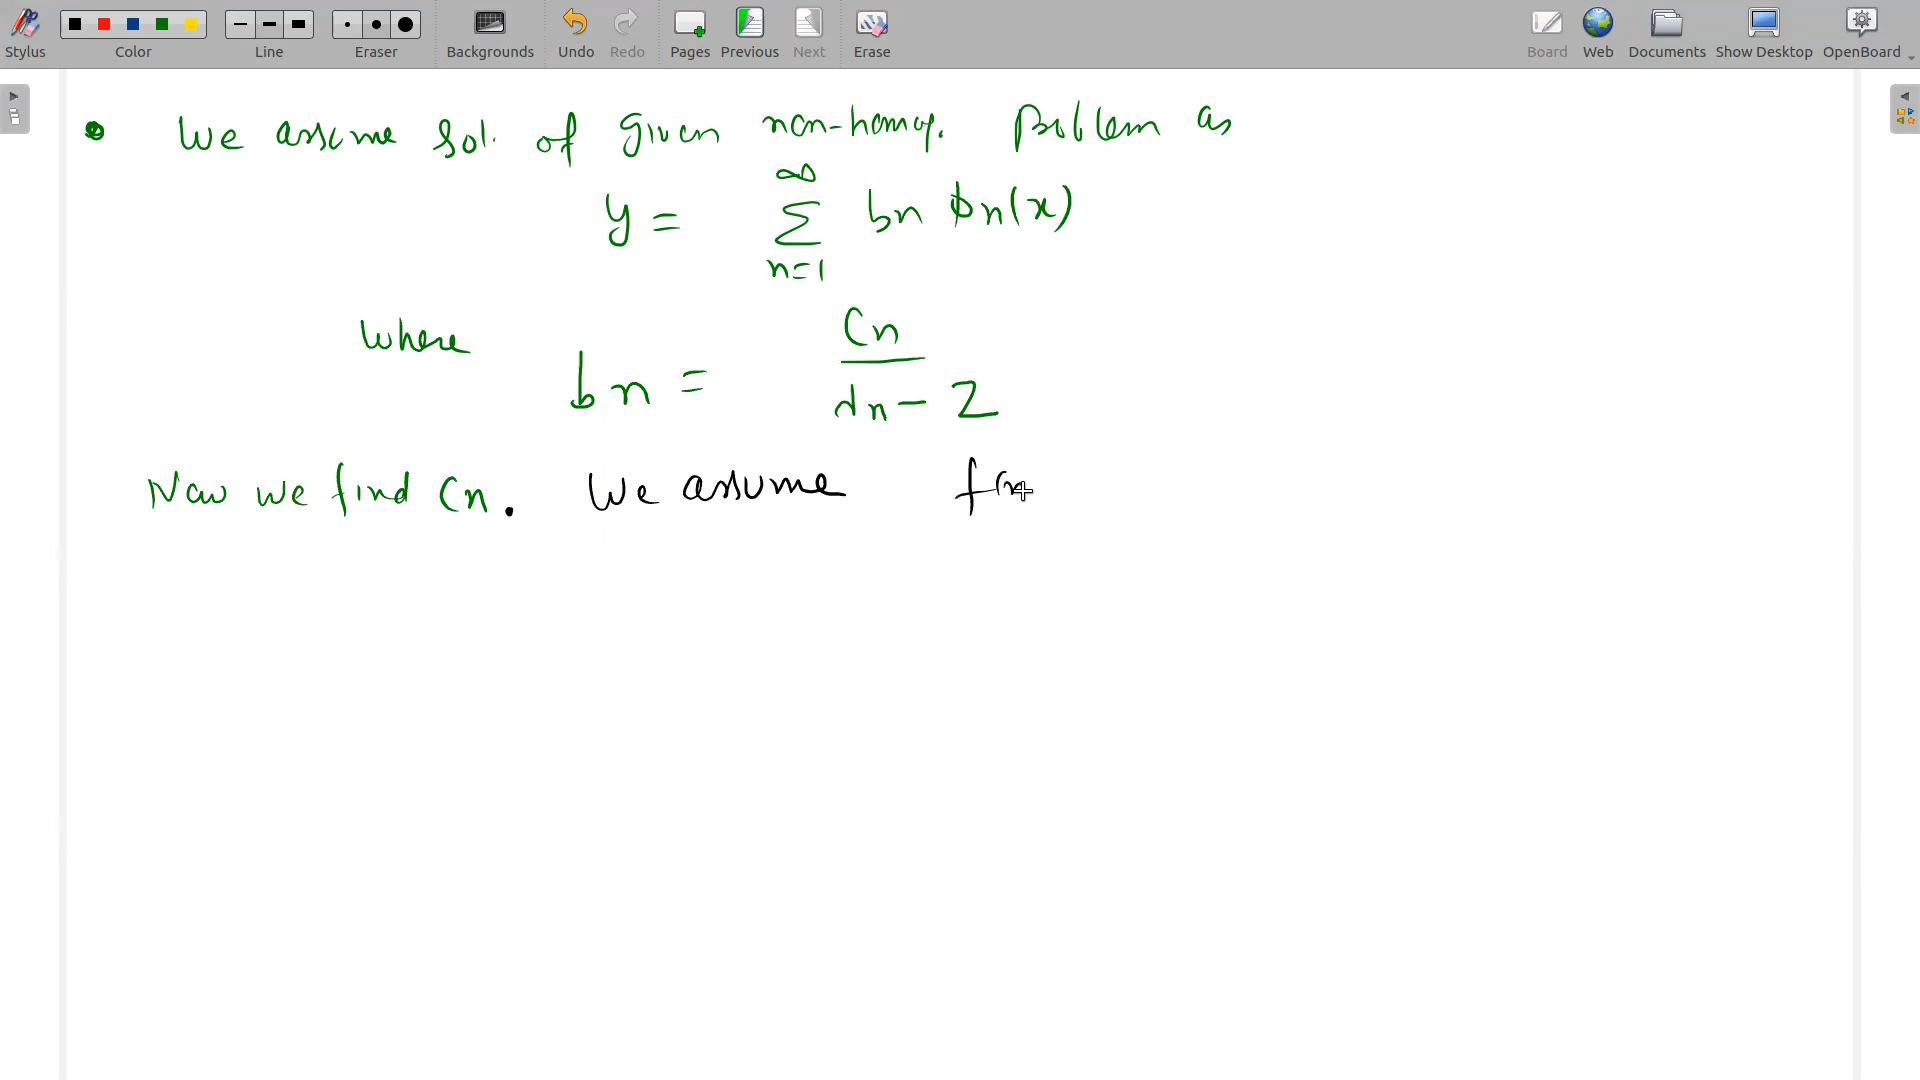 Stylus Color Line Eraser Backgrounds Undo Redo Pages Previous Next Erase Board Web Documents Show Desktop OpenBoard
• We assume sol. of given non-homog. Problem as
∞
y = Σ bn ϕn(x)
n=1
where bn = Cn / λn - 2
Now we find Cn. We assume f(x